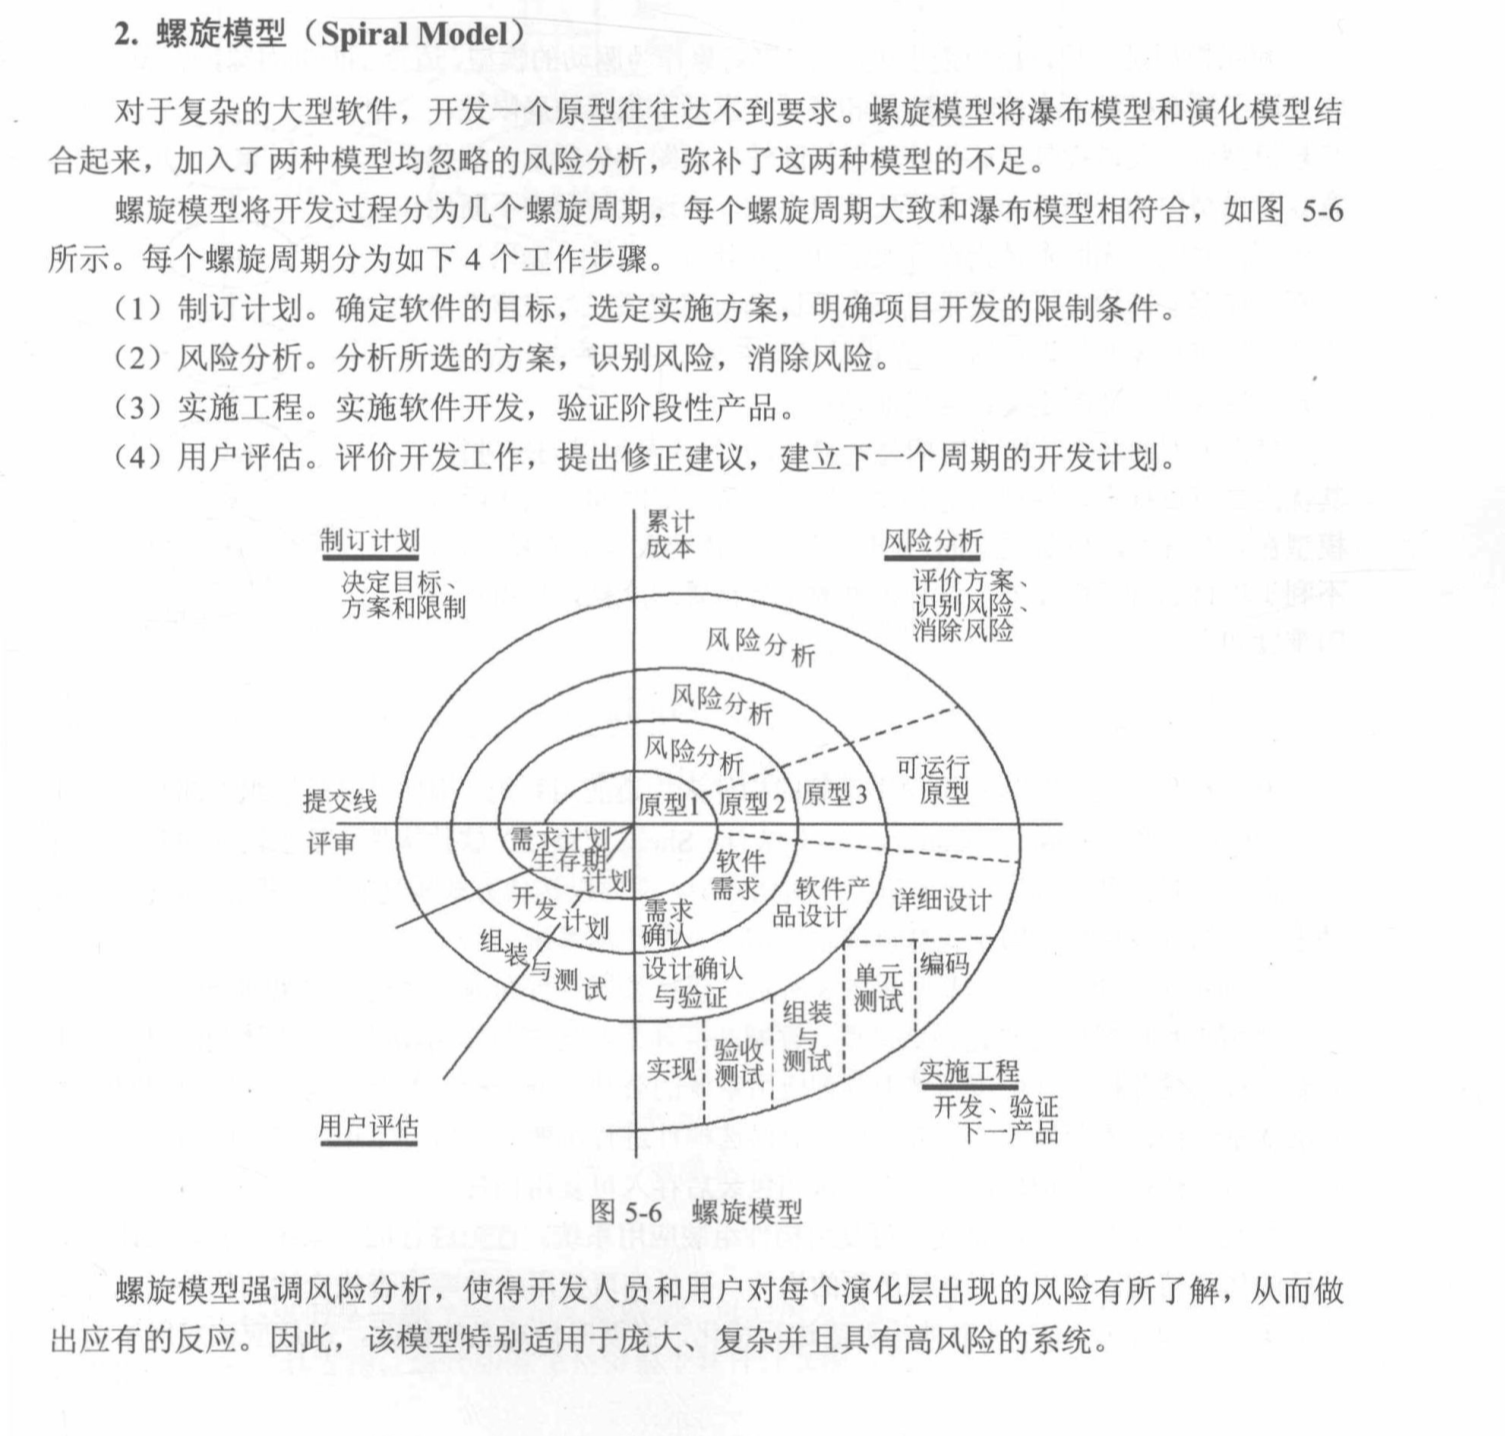 2. 螺旋模型（Spiral Model）
对于复杂的大型软件，开发一个原型往往达不到要求。螺旋模型将瀑布模型和演化模型结
合起来，加入了两种模型均忽略的风险分析，弥补了这两种模型的不足。
螺旋模型将开发过程分为几个螺旋周期，每个螺旋周期大致和瀑布模型相符合，如图 5-6
所示。每个螺旋周期分为如下 4 个工作步骤。
（1）制订计划。确定软件的目标，选定实施方案，明确项目开发的限制条件。
（2）风险分析。分析所选的方案，识别风险，消除风险。
（3）实施工程。实施软件开发，验证阶段性产品。
（4）用户评估。评价开发工作，提出修正建议，建立下一个周期的开发计划。
累计
成本
制订计划
决定目标、
方案和限制
风险分析
评价方案、
识别风险、
消除风险
风险分析
风险分析
风险分析
可运行
原型
提交线
原型1
原型2
原型3
评审
需求计划
生存期
计划
软件
需求
软件产
品设计
详细设计
开发计划
需求
确认
组装与测试
设计确认
与验证
单元
测试
编码
组装
与
测试
实现
验收
测试
实施工程
开发、验证
下一产品
用户评估
图 5-6 螺旋模型
螺旋模型强调风险分析，使得开发人员和用户对每个演化层出现的风险有所了解，从而做
出应有的反应。因此，该模型特别适用于庞大、复杂并且具有高风险的系统。